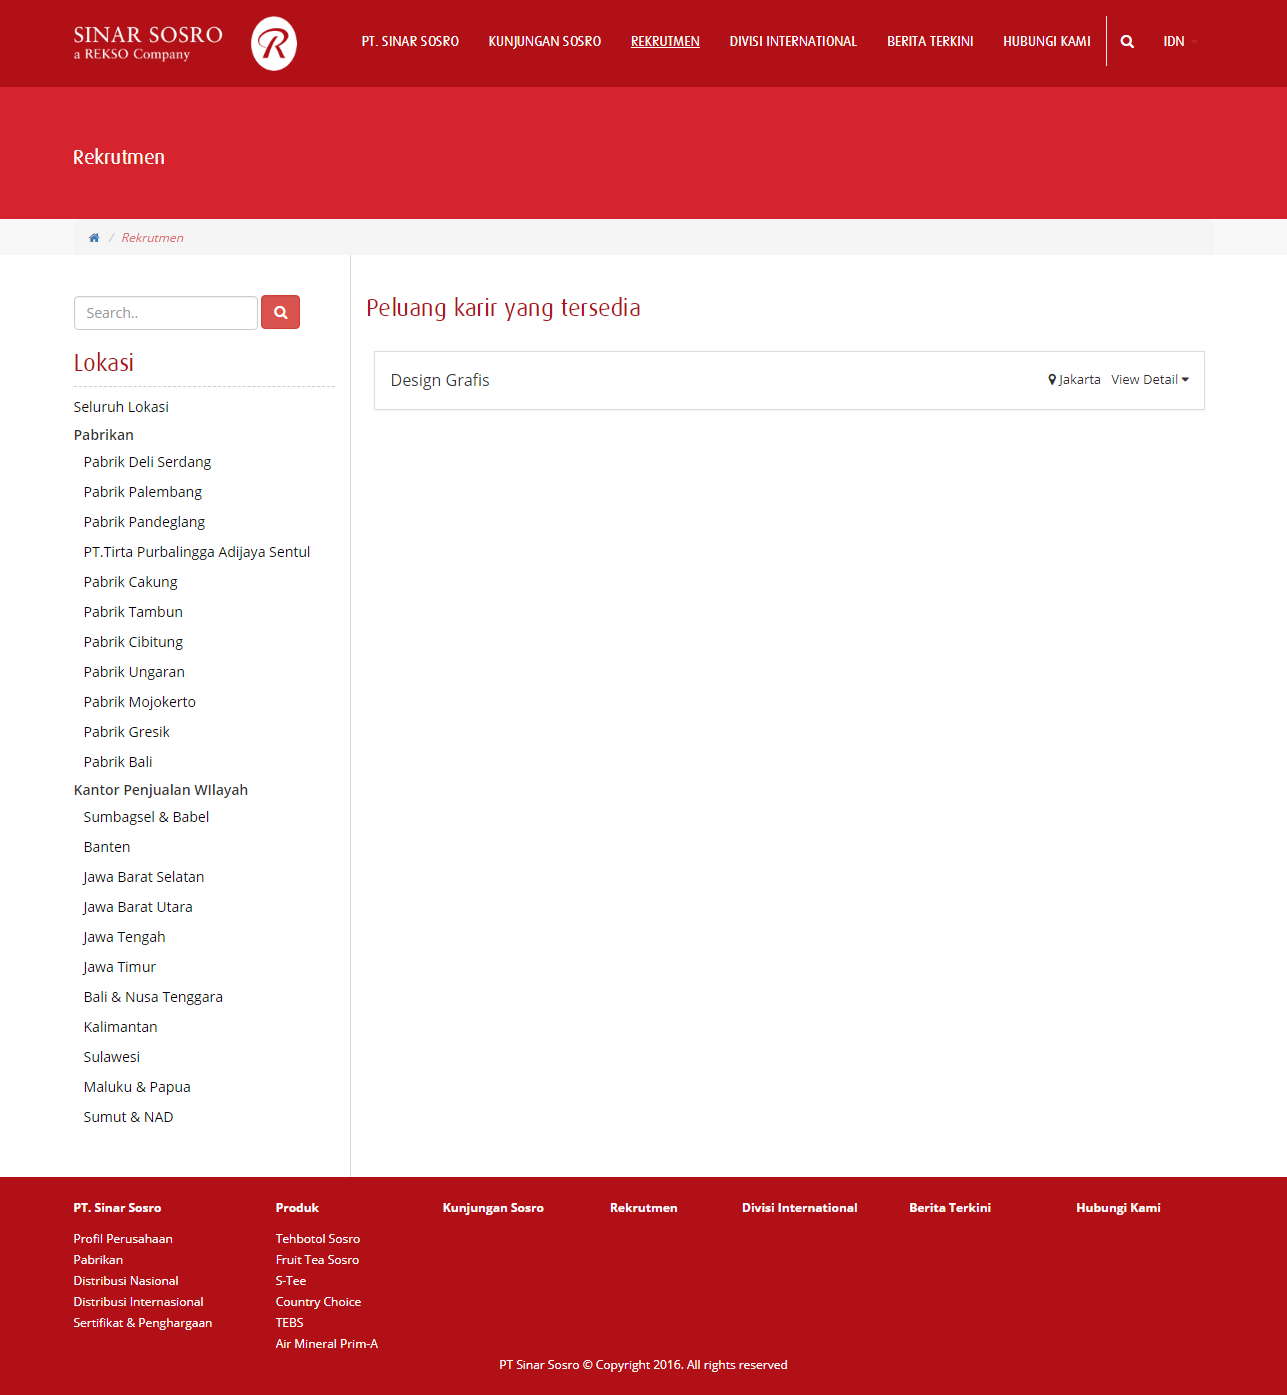 SINAR SOSRO
a REKSO Company
R
PT. SINAR SOSRO KUNJUNGAN SOSRO REKRUTMEN DIVISI INTERNATIONAL BERITA TERKINI HUBUNGI KAMI IDN
Rekrutmen
/ Rekrutmen
Search..
Lokasi
Seluruh Lokasi
Pabrikan
Pabrik Deli Serdang
Pabrik Palembang
Pabrik Pandeglang
PT.Tirta Purbalingga Adijaya Sentul
Pabrik Cakung
Pabrik Tambun
Pabrik Cibitung
Pabrik Ungaran
Pabrik Mojokerto
Pabrik Gresik
Pabrik Bali
Kantor Penjualan WIlayah
Sumbagsel & Babel
Banten
Jawa Barat Selatan
Jawa Barat Utara
Jawa Tengah
Jawa Timur
Bali & Nusa Tenggara
Kalimantan
Sulawesi
Maluku & Papua
Sumut & NAD
Peluang karir yang tersedia
Design Grafis Jakarta View Detail
PT. Sinar Sosro
Profil Perusahaan
Pabrikan
Distribusi Nasional
Distribusi Internasional
Sertifikat & Penghargaan
Produk
Tehbotol Sosro
Fruit Tea Sosro
S-Tee
Country Choice
TEBS
Air Mineral Prim-A
Kunjungan Sosro
Rekrutmen
Divisi International
Berita Terkini
Hubungi Kami
PT Sinar Sosro © Copyright 2016. All rights reserved